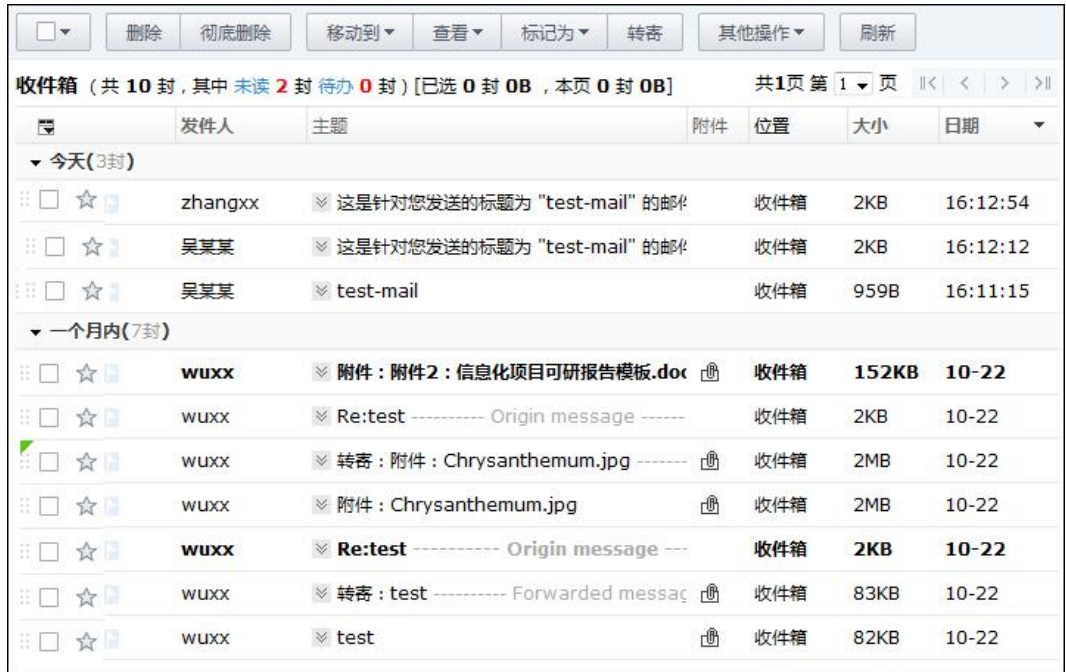 删除 彻底删除 移动到 查看 标记为 转寄 其他操作 刷新
收件箱 (共 10 封,其中 未读 2 封 待办 0 封) [已选 0 封 0B ,本页 0 封 0B] 共1页 第 1 页
发件人 主题 附件 位置 大小 日期
今天(3封)
zhangxx 这是针对您发送的标题为 "test-mail" 的邮件 收件箱 2KB 16:12:54
吴某某 这是针对您发送的标题为 "test-mail" 的邮件 收件箱 2KB 16:12:12
吴某某 test-mail 收件箱 959B 16:11:15
一个月内(7封)
wuxx 附件:附件2:信息化项目可研报告模板.doc 收件箱 152KB 10-22
wuxx Re:test ---------- Origin message ------ 收件箱 2KB 10-22
wuxx 转寄:附件:Chrysanthemum.jpg ------- 收件箱 2MB 10-22
wuxx 附件:Chrysanthemum.jpg 收件箱 2MB 10-22
wuxx Re:test ---------- Origin message --- 收件箱 2KB 10-22
wuxx 转寄:test ---------- Forwarded messag 收件箱 83KB 10-22
wuxx test 收件箱 82KB 10-22